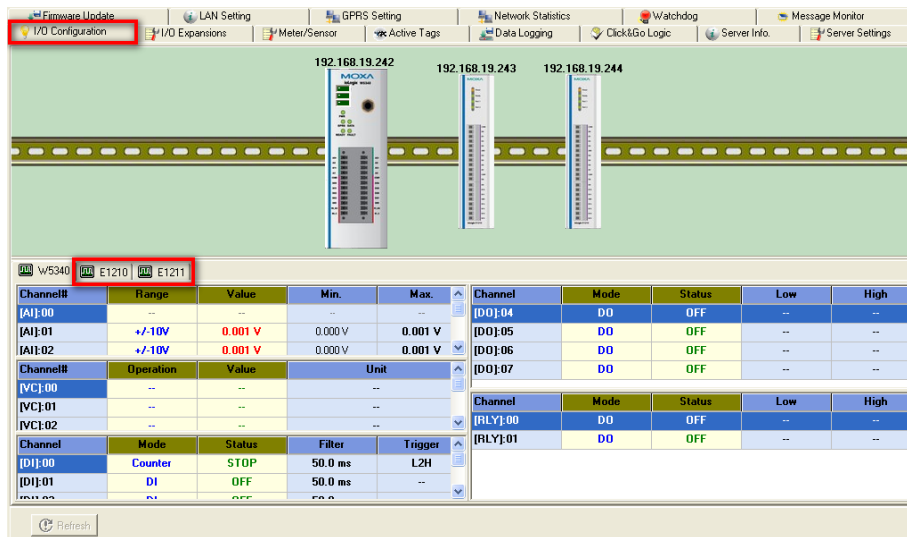 Firmware Update LAN Setting GPRS Setting Network Statistics Watchdog Message Monitor
I/O Configuration I/O Expansions Meter/Sensor Active Tags Data Logging Click&Go Logic Server Info. Server Settings
192.168.19.242 192.168.19.243 192.168.19.244
MOXA
W5340 E1210 E1211
Channel# Range Value Min. Max.
[AI]:00 -- -- -- --
[AI]:01 +/-10V 0.001 V 0.000 V 0.001 V
[AI]:02 +/-10V 0.001 V 0.000 V 0.001 V
Channel# Operation Value Unit
[VC]:00 -- -- --
[VC]:01 -- -- --
[VC]:02 -- -- --
Channel Mode Status Filter Trigger
[DI]:00 Counter STOP 50.0 ms L2H
[DI]:01 DI OFF 50.0 ms --
Channel Mode Status Low High
[DO]:04 DO OFF -- --
[DO]:05 DO OFF -- --
[DO]:06 DO OFF -- --
[DO]:07 DO OFF -- --
Channel Mode Status Low High
[RLY]:00 DO OFF -- --
[RLY]:01 DO OFF -- --
Refresh